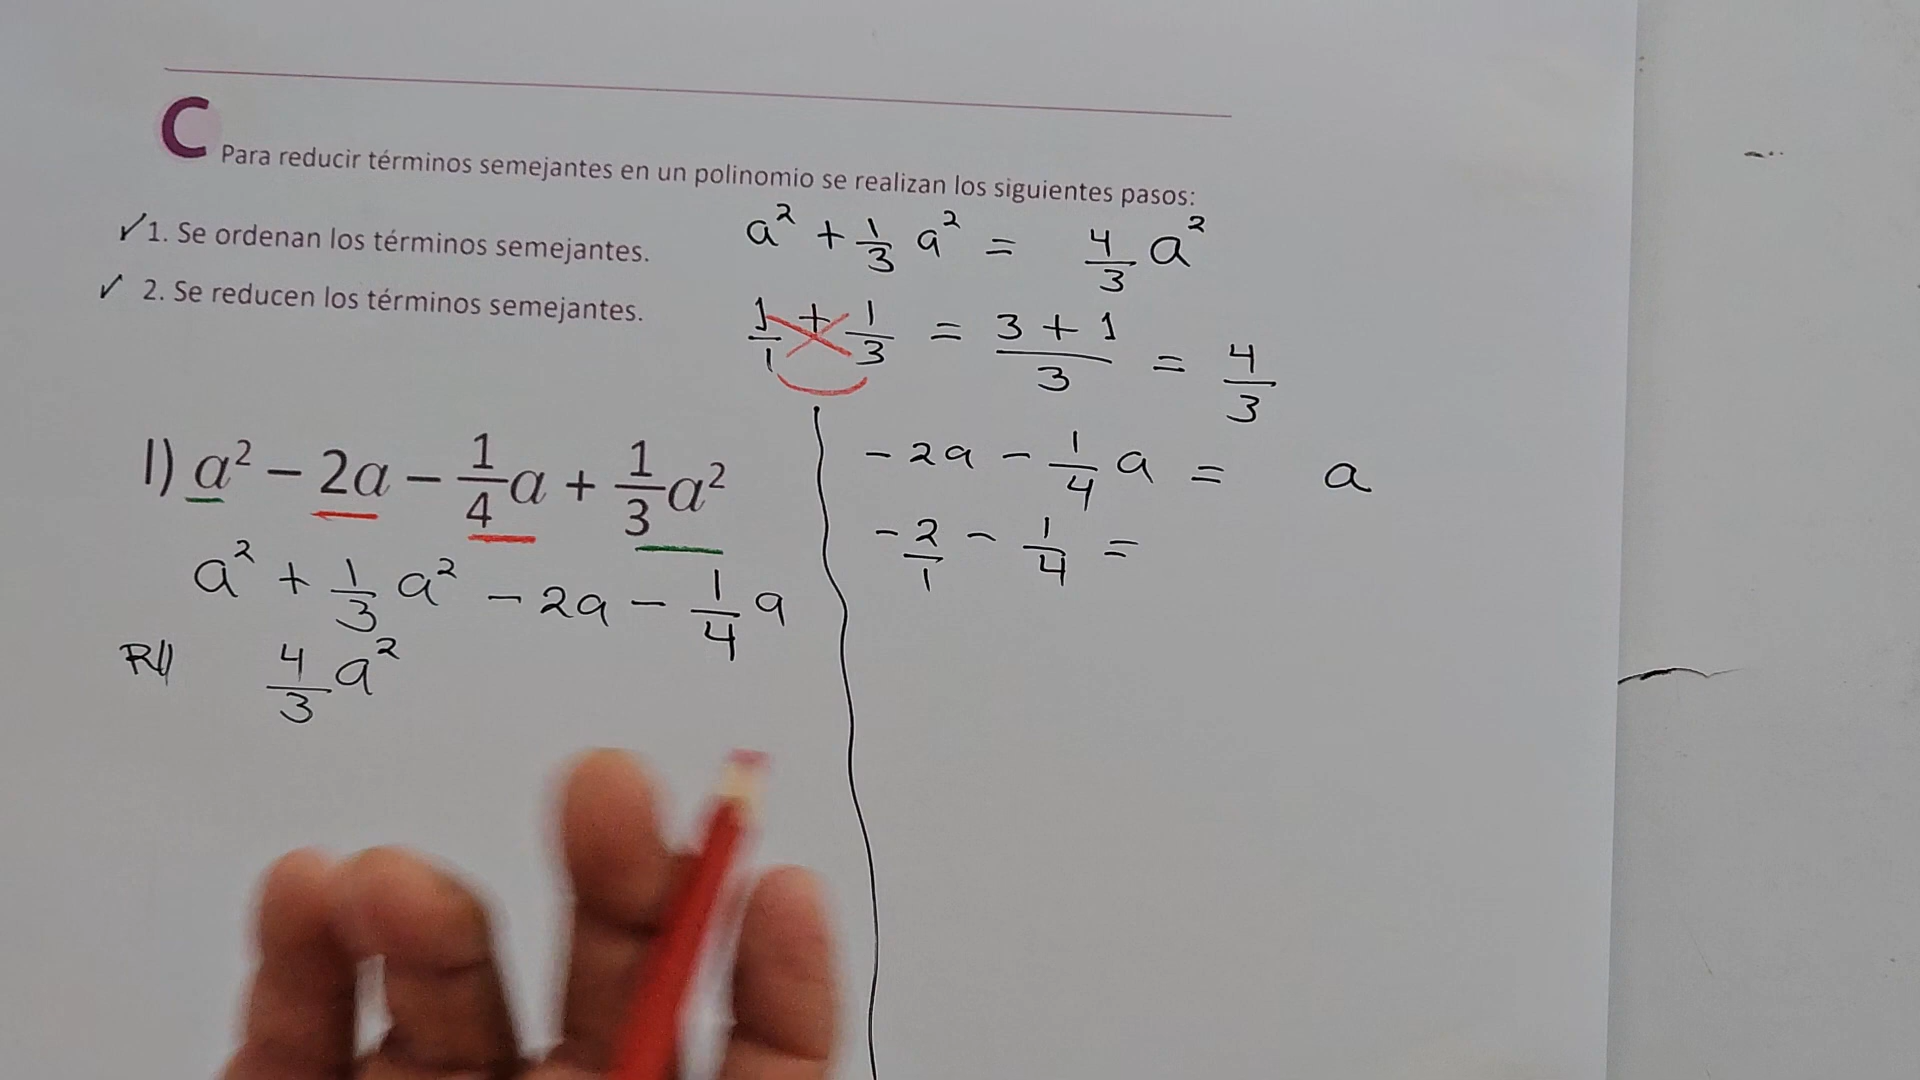 C Para reducir términos semejantes en un polinomio se realizan los siguientes pasos:
✓ 1. Se ordenan los términos semejantes.
✓ 2. Se reducen los términos semejantes.
a² + 1/3 a² = 4/3 a²
1/1 + 1/3 = 3 + 1/3 = 4/3
1) a² − 2a − 1/4 a + 1/3 a²
a² + 1/3 a² − 2a − 1/4 a
R// 4/3 a²
− 2a − 1/4 a = a
− 2/1 − 1/4 =